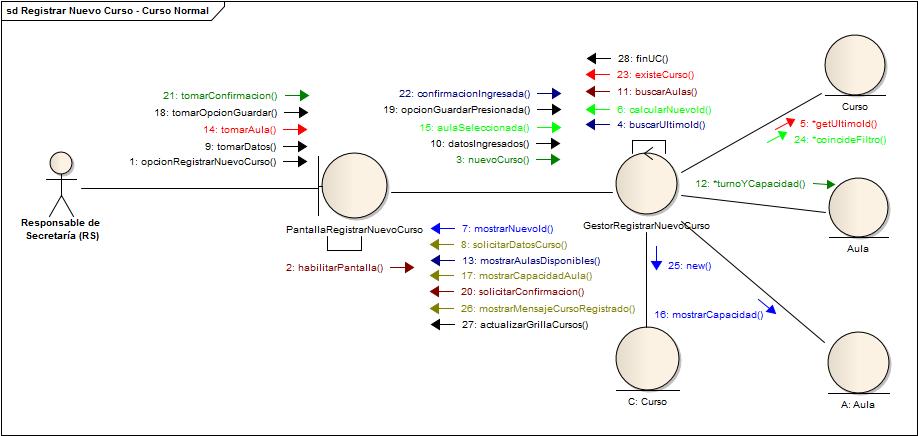 sd Registrar Nuevo Curso - Curso Normal
21: tomarConfirmacion()
18: tomarOpcionGuardar()
14: tomarAula()
9: tomarDatos()
1: opcionRegistrarNuevoCurso()
22: confirmacionIngresada()
19: opcionGuardarPresionada()
15: aulaSeleccionada()
10: datosIngresados()
3: nuevoCurso()
28: finUC()
23: existeCurso()
11: buscarAulas()
6: calcularNuevoId()
4: buscarUltimoId()
Curso
5: *getUltimoId()
24: *coincideFiltro()
12: *turnoYCapacidad()
Aula
Responsable de
Secretaría (RS)
PantallaRegistrarNuevoCurso
GestorRegistrarNuevoCurso
2: habilitarPantalla()
7: mostrarNuevoId()
8: solicitarDatosCurso()
13: mostrarAulasDisponibles()
17: mostrarCapacidadAula()
20: solicitarConfirmacion()
26: mostrarMensajeCursoRegistrado()
27: actualizarGrillaCursos()
25: new()
16: mostrarCapacidad()
C: Curso
A: Aula